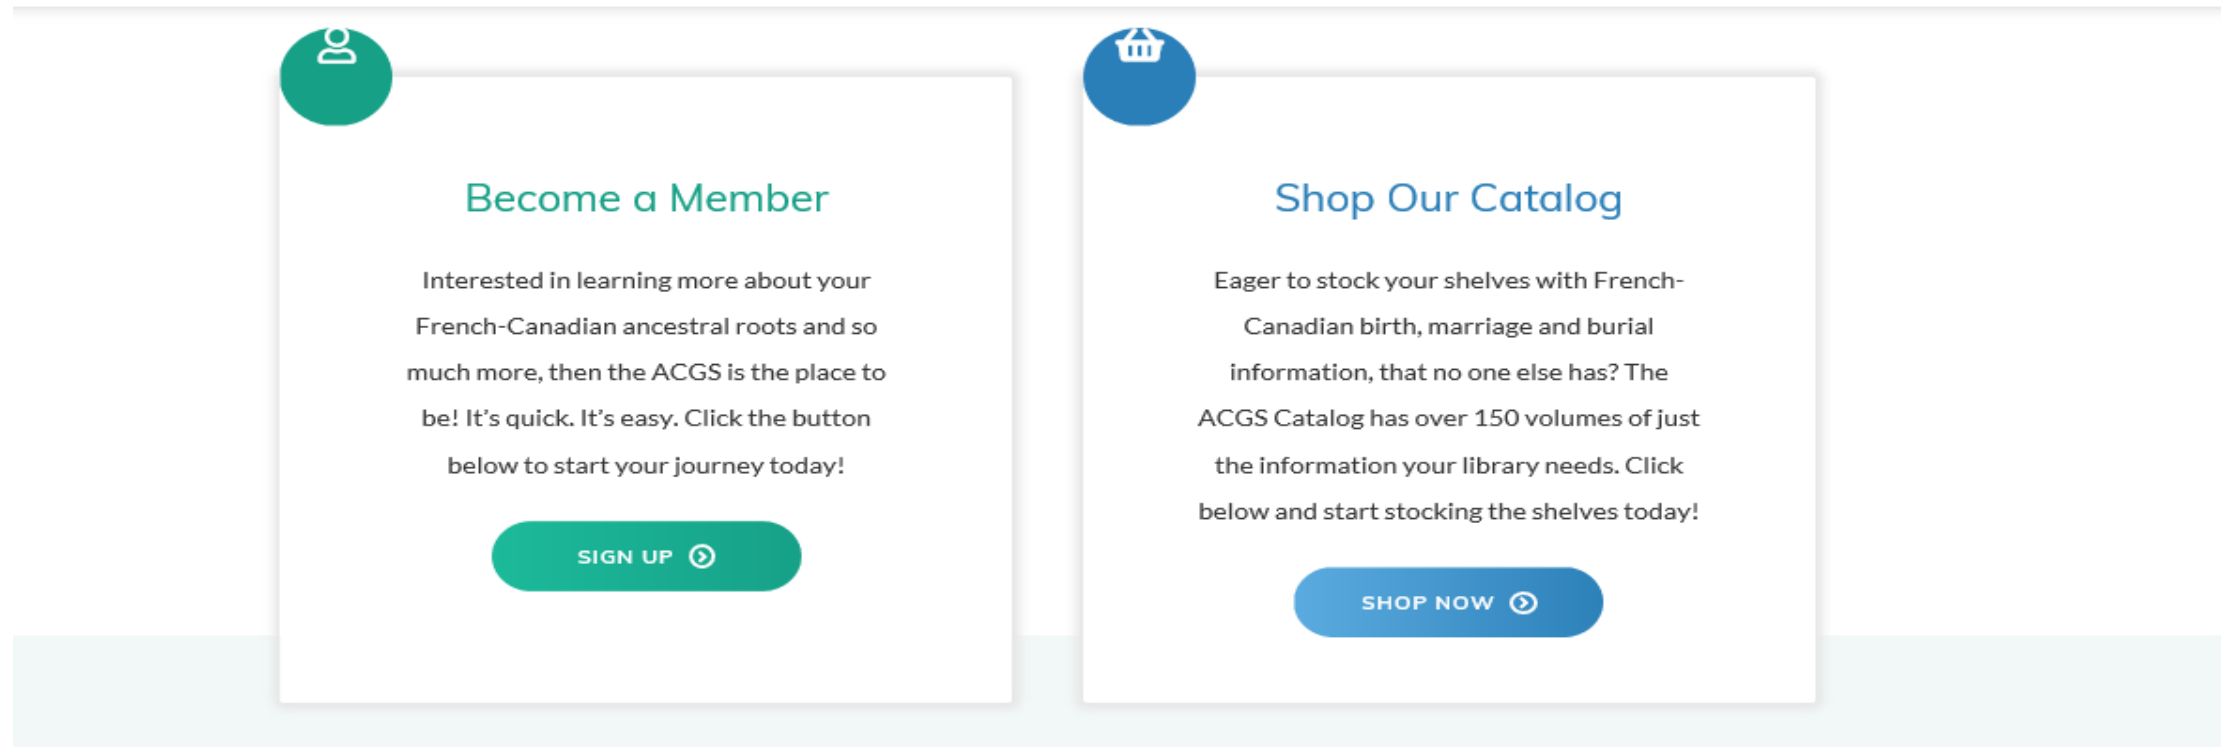 Become a Member
Interested in learning more about your
French-Canadian ancestral roots and so
much more, then the ACGS is the place to
be! It's quick. It's easy. Click the button
below to start your journey today!
SIGN UP
Shop Our Catalog
Eager to stock your shelves with French-
Canadian birth, marriage and burial
information, that no one else has? The
ACGS Catalog has over 150 volumes of just
the information your library needs. Click
below and start stocking the shelves today!
SHOP NOW